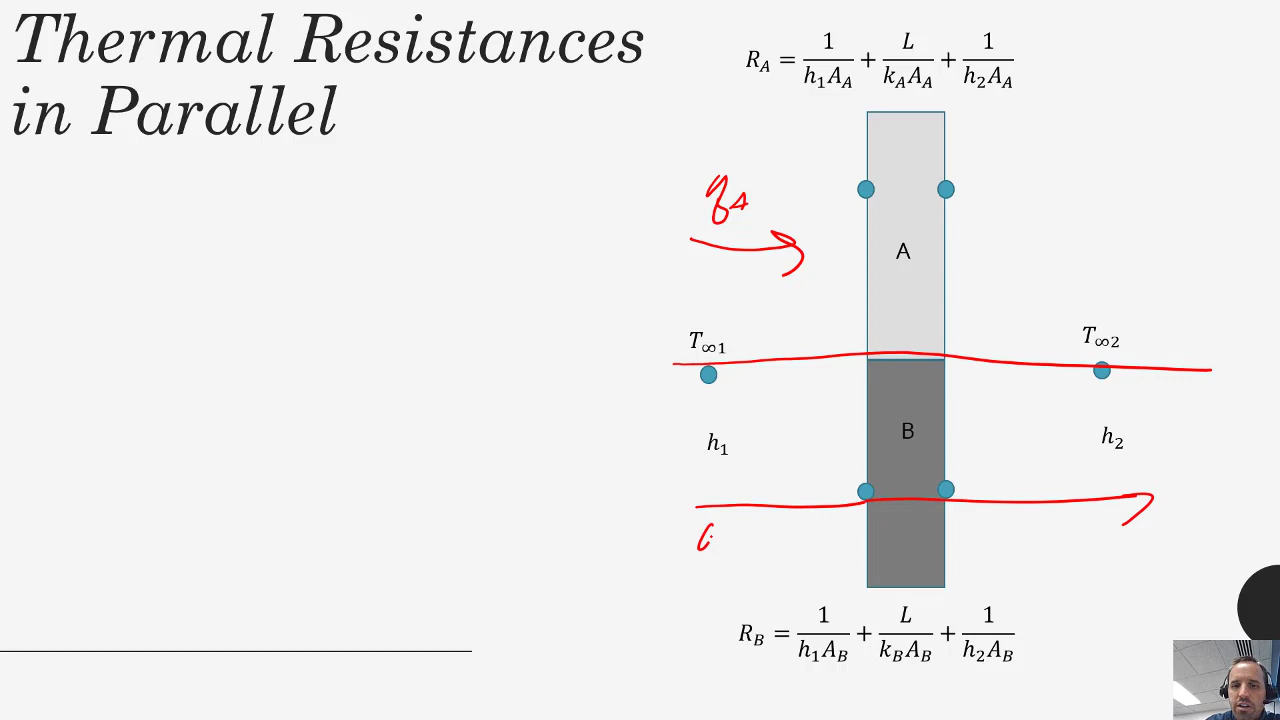 Thermal Resistances
in Parallel
R_A = 1/(h_1 A_A) + L/(k_A A_A) + 1/(h_2 A_A)
q_A
A
T_∞1
T_∞2
B
h_1
h_2
R_B = 1/(h_1 A_B) + L/(k_B A_B) + 1/(h_2 A_B)